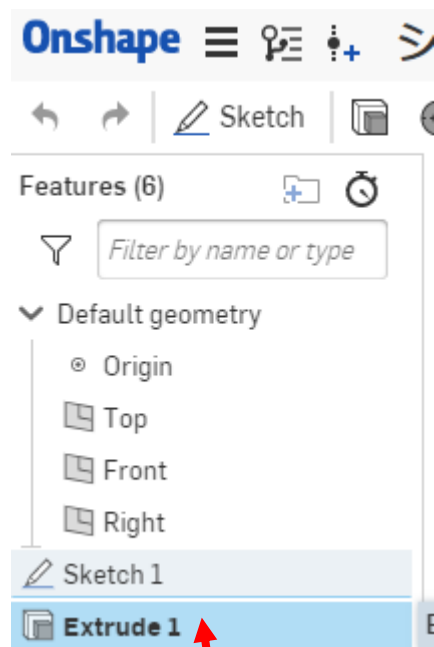 Onshape
Sketch
Features (6)
Filter by name or type
Default geometry
Origin
Top
Front
Right
Sketch 1
Extrude 1